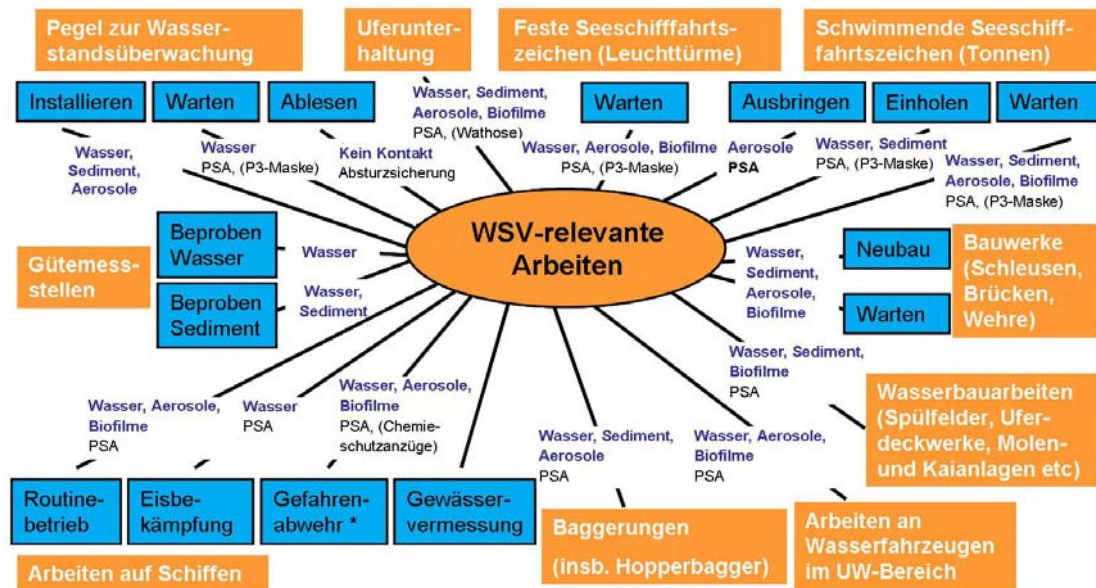 Pegel zur Wasser-
standsüberwachung
Uferunter-
haltung
Feste Seeschifffahrts-
zeichen (Leuchttürme)
Schwimmende Seeschiff-
fahrtszeichen (Tonnen)
Installieren
Warten
Ablesen
Wasser, Sediment,
Aerosole, Biofilme
PSA, (Wathose)
Warten
Ausbringen
Einholen
Warten
Wasser,
Sediment,
Aerosole
Wasser
PSA, (P3-Maske)
Kein Kontakt
Absturzsicherung
Wasser, Aerosole, Biofilme
PSA, (P3-Maske)
Aerosole
PSA
Wasser, Sediment
PSA, (P3-Maske)
Wasser, Sediment,
Aerosole, Biofilme
PSA, (P3-Maske)
WSV-relevante
Arbeiten
Gütemess-
stellen
Beproben
Wasser
Wasser
Beproben
Sediment
Wasser,
Sediment
Wasser,
Sediment,
Aerosole,
Biofilme
Neubau
Warten
Bauwerke
(Schleusen,
Brücken,
Wehre)
Wasser, Aerosole,
Biofilme
PSA
Wasser
PSA
Wasser, Aerosole,
Biofilme
PSA, (Chemie-
schutzanzüge)
Wasser, Sediment,
Aerosole
PSA
Wasser, Aerosole,
Biofilme
PSA
Wasser, Sediment,
Biofilme
PSA
Wasserbauarbeiten
(Spülfelder, Ufer-
deckwerke, Molen-
und Kaianlagen etc)
Routine-
betrieb
Eisbe-
kämpfung
Gefahren-
abwehr *
Gewässer-
vermessung
Arbeiten auf Schiffen
Baggerungen
(insb. Hopperbagger)
Arbeiten an
Wasserfahrzeugen
im UW-Bereich